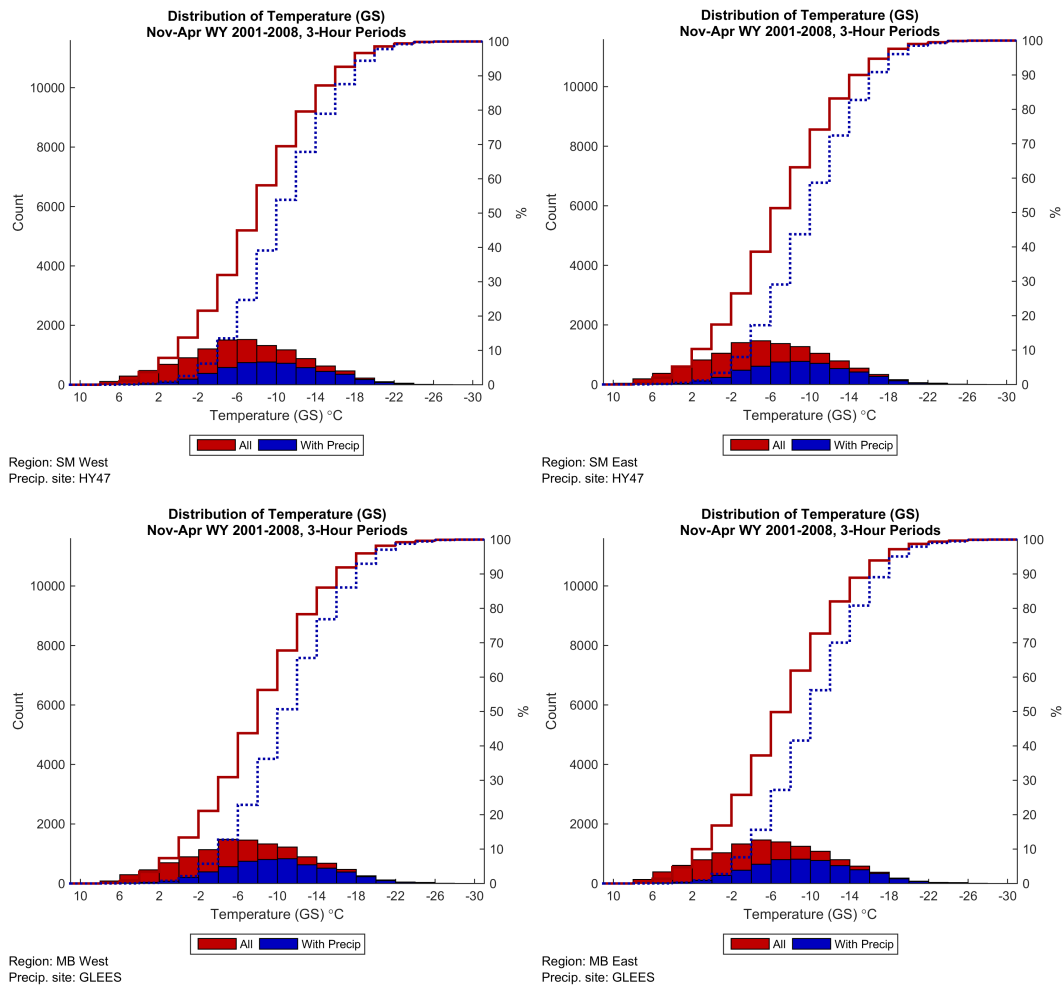 Distribution of Temperature (GS)
Nov-Apr WY 2001-2008, 3-Hour Periods
10000
8000
6000
4000
2000
0
Count
100
90
80
70
60
50
40
30
20
10
0
%
10 6 2 -2 -6 -10 -14 -18 -22 -26 -30
Temperature (GS) °C
All With Precip
Region: SM West
Precip. site: HY47
Distribution of Temperature (GS)
Nov-Apr WY 2001-2008, 3-Hour Periods
10000
8000
6000
4000
2000
0
Count
100
90
80
70
60
50
40
30
20
10
0
%
10 6 2 -2 -6 -10 -14 -18 -22 -26 -30
Temperature (GS) °C
All With Precip
Region: SM East
Precip. site: HY47
Distribution of Temperature (GS)
Nov-Apr WY 2001-2008, 3-Hour Periods
10000
8000
6000
4000
2000
0
Count
100
90
80
70
60
50
40
30
20
10
0
%
10 6 2 -2 -6 -10 -14 -18 -22 -26 -30
Temperature (GS) °C
All With Precip
Region: MB West
Precip. site: GLEES
Distribution of Temperature (GS)
Nov-Apr WY 2001-2008, 3-Hour Periods
10000
8000
6000
4000
2000
0
Count
100
90
80
70
60
50
40
30
20
10
0
%
10 6 2 -2 -6 -10 -14 -18 -22 -26 -30
Temperature (GS) °C
All With Precip
Region: MB East
Precip. site: GLEES